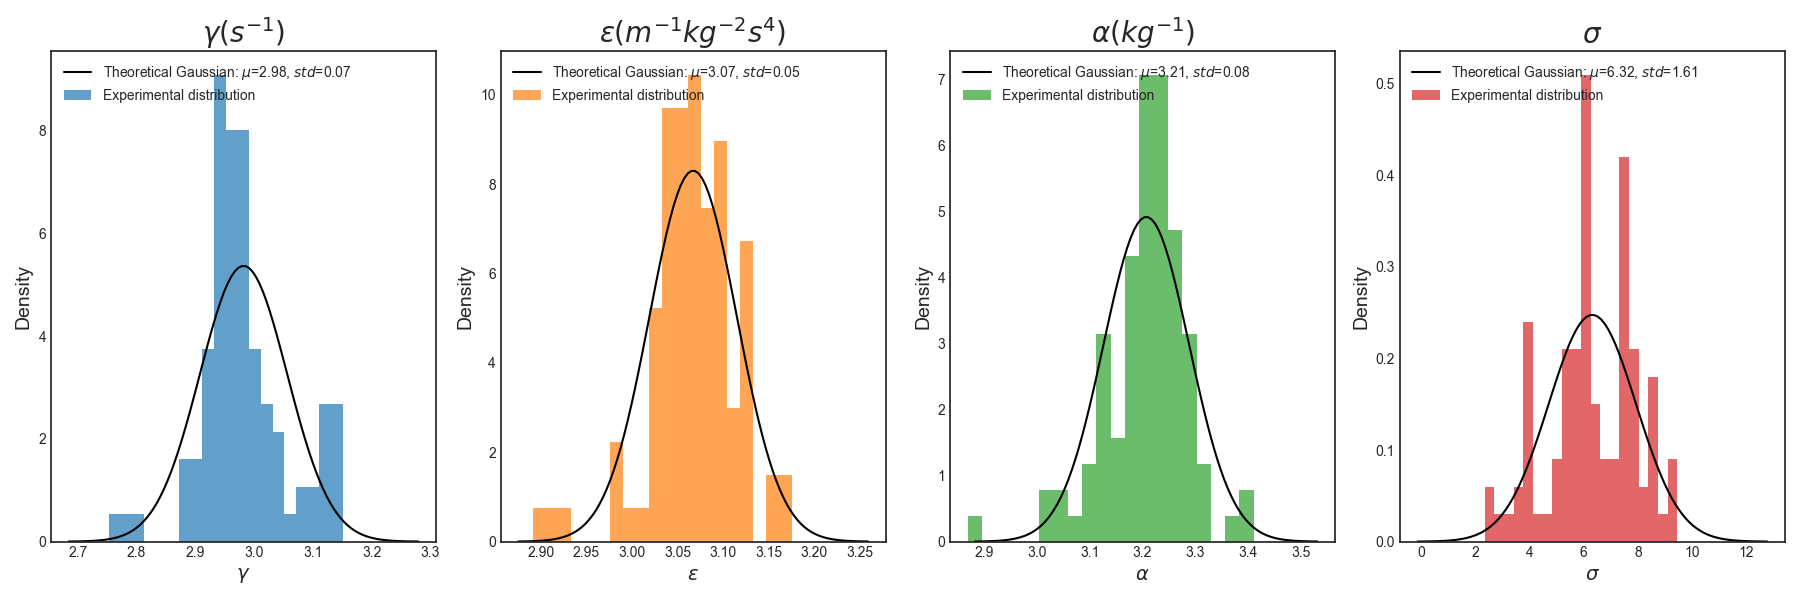 γ(s⁻¹)
Theoretical Gaussian: μ=2.98, std=0.07
Experimental distribution
Density
8
6
4
2
0
2.7 2.8 2.9 3.0 3.1 3.2 3.3
γ
ε(m⁻¹kg⁻²s⁴)
Theoretical Gaussian: μ=3.07, std=0.05
Experimental distribution
Density
10
8
6
4
2
0
2.90 2.95 3.00 3.05 3.10 3.15 3.20 3.25
ε
α(kg⁻¹)
Theoretical Gaussian: μ=3.21, std=0.08
Experimental distribution
Density
7
6
5
4
3
2
1
0
2.9 3.0 3.1 3.2 3.3 3.4 3.5
α
σ
Theoretical Gaussian: μ=6.32, std=1.61
Experimental distribution
Density
0.5
0.4
0.3
0.2
0.1
0.0
0 2 4 6 8 10 12
σ